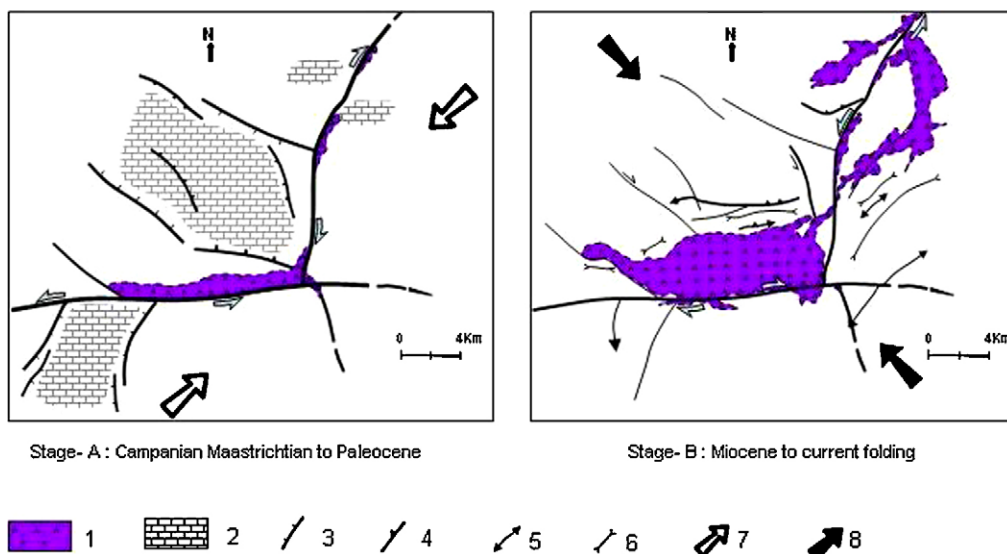 N
N
0 4Km
0 4Km
Stage- A : Campanian Maastrichtian to Paleocene
Stage- B : Miocene to current folding
1 2 3 4 5 6 7 8